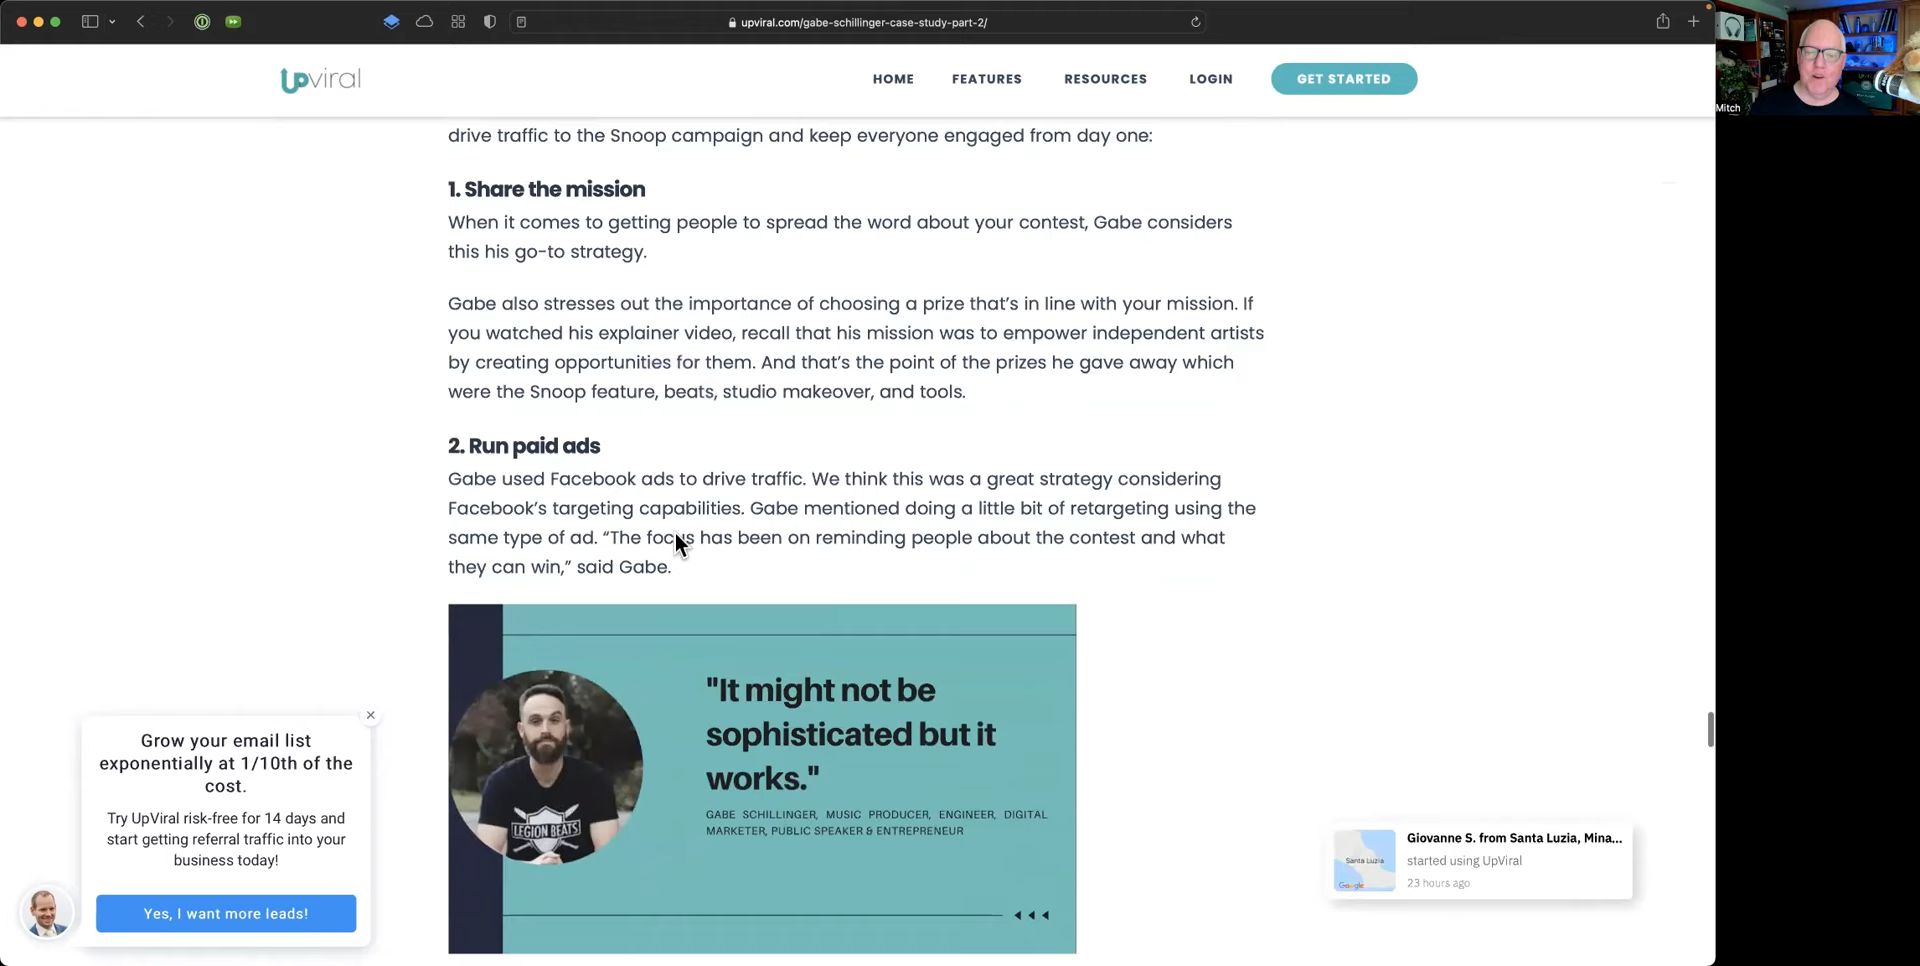 upviral.com/gabe-schillinger-case-study-part-2/
Mitch
upviral
HOME
FEATURES
RESOURCES
LOGIN
GET STARTED
drive traffic to the Snoop campaign and keep everyone engaged from day one:
1. Share the mission
When it comes to getting people to spread the word about your contest, Gabe considers
this his go-to strategy.
Gabe also stresses out the importance of choosing a prize that’s in line with your mission. If
you watched his explainer video, recall that his mission was to empower independent artists
by creating opportunities for them. And that’s the point of the prizes he gave away which
were the Snoop feature, beats, studio makeover, and tools.
2. Run paid ads
Gabe used Facebook ads to drive traffic. We think this was a great strategy considering
Facebook’s targeting capabilities. Gabe mentioned doing a little bit of retargeting using the
same type of ad. “The focus has been on reminding people about the contest and what
they can win,” said Gabe.
"It might not be
sophisticated but it
works."
GABE SCHILLINGER, MUSIC PRODUCER, ENGINEER, DIGITAL
MARKETER, PUBLIC SPEAKER & ENTREPRENEUR
LEGION BEATS
Grow your email list
exponentially at 1/10th of the
cost.
Try UpViral risk-free for 14 days and
start getting referral traffic into your
business today!
Yes, I want more leads!
Santa Luzia
Google
Giovanne S. from Santa Luzia, Mina...
started using UpViral
23 hours ago